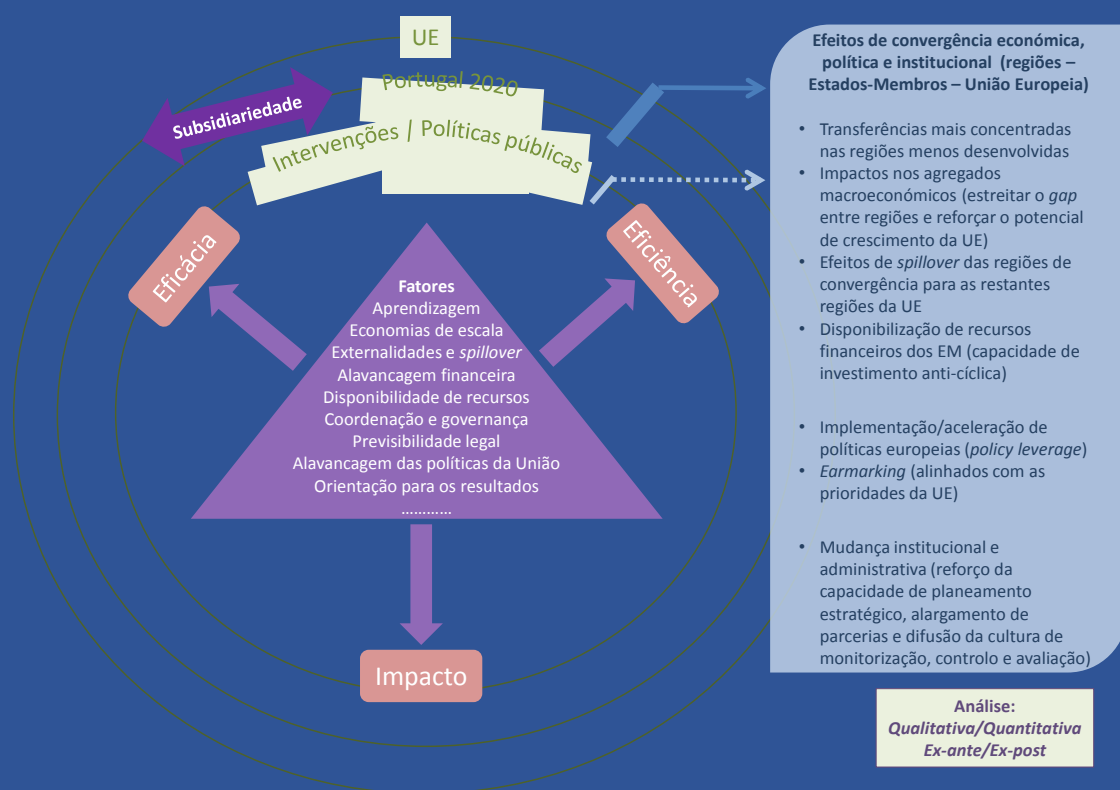 UE
Portugal 2020
Subsidiariedade
Intervenções | Políticas públicas
Eficácia
Eficiência
Fatores
Aprendizagem
Economias de escala
Externalidades e spillover
Alavancagem financeira
Disponibilidade de recursos
Coordenação e governança
Previsibilidade legal
Alavancagem das políticas da União
Orientação para os resultados
…………
Impacto
Efeitos de convergência económica,
política e institucional (regiões –
Estados-Membros – União Europeia)
• Transferências mais concentradas
nas regiões menos desenvolvidas
• Impactos nos agregados
macroeconómicos (estreitar o gap
entre regiões e reforçar o potencial
de crescimento da UE)
• Efeitos de spillover das regiões de
convergência para as restantes
regiões da UE
• Disponibilização de recursos
financeiros dos EM (capacidade de
investimento anti-cíclica)
• Implementação/aceleração de
políticas europeias (policy leverage)
• Earmarking (alinhados com as
prioridades da UE)
• Mudança institucional e
administrativa (reforço da
capacidade de planeamento
estratégico, alargamento de
parcerias e difusão da cultura de
monitorização, controlo e avaliação)
Análise:
Qualitativa/Quantitativa
Ex-ante/Ex-post